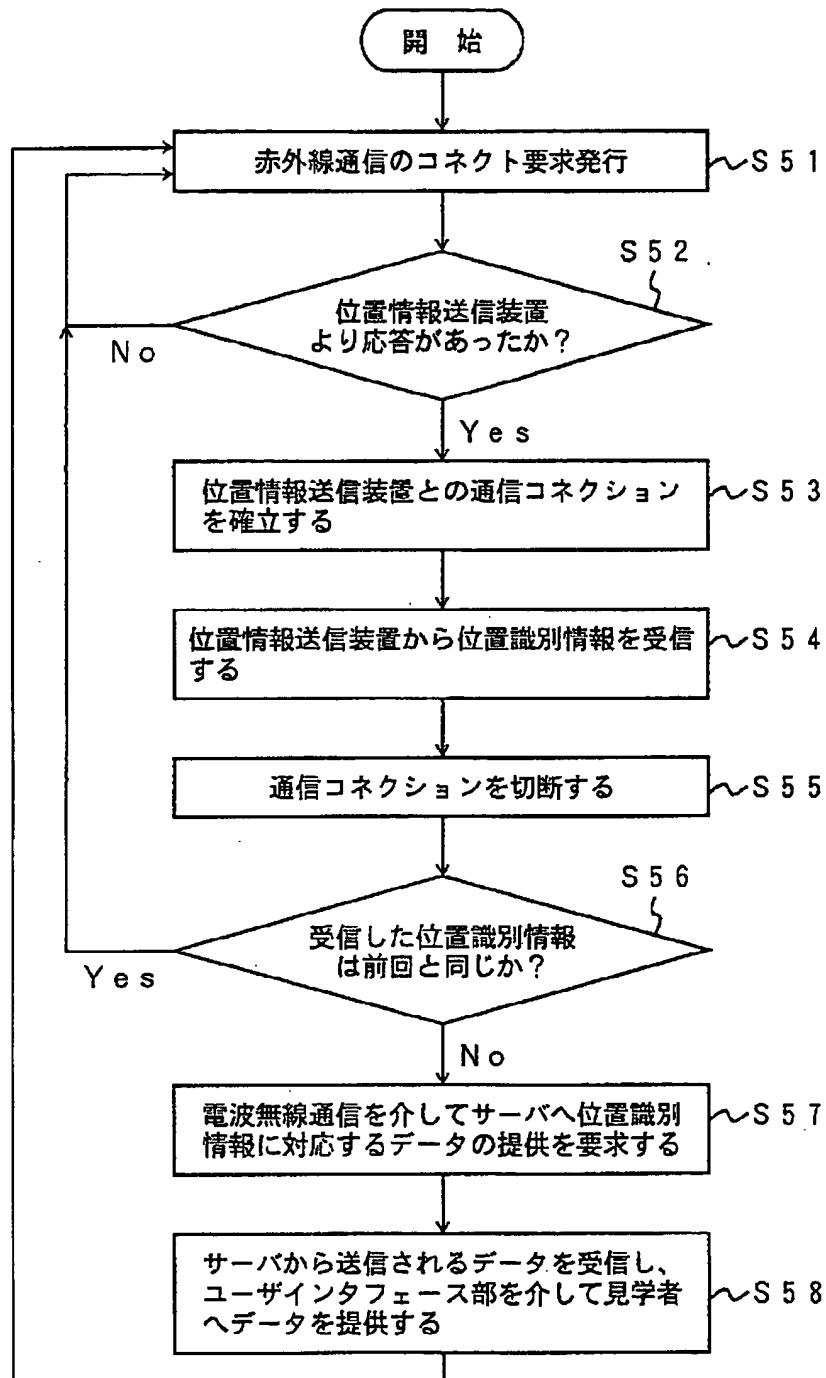 開 始
赤外線通信のコネクト要求発行
S51
S52
位置情報送信装置
より応答があったか？
No
Yes
位置情報送信装置との通信コネクション
を確立する
S53
位置情報送信装置から位置識別情報を受信
する
S54
通信コネクションを切断する
S55
S56
受信した位置識別情報
は前回と同じか？
Yes
No
電波無線通信を介してサーバへ位置識別
情報に対応するデータの提供を要求する
S57
サーバから送信されるデータを受信し、
ユーザインタフェース部を介して見学者
へデータを提供する
S58